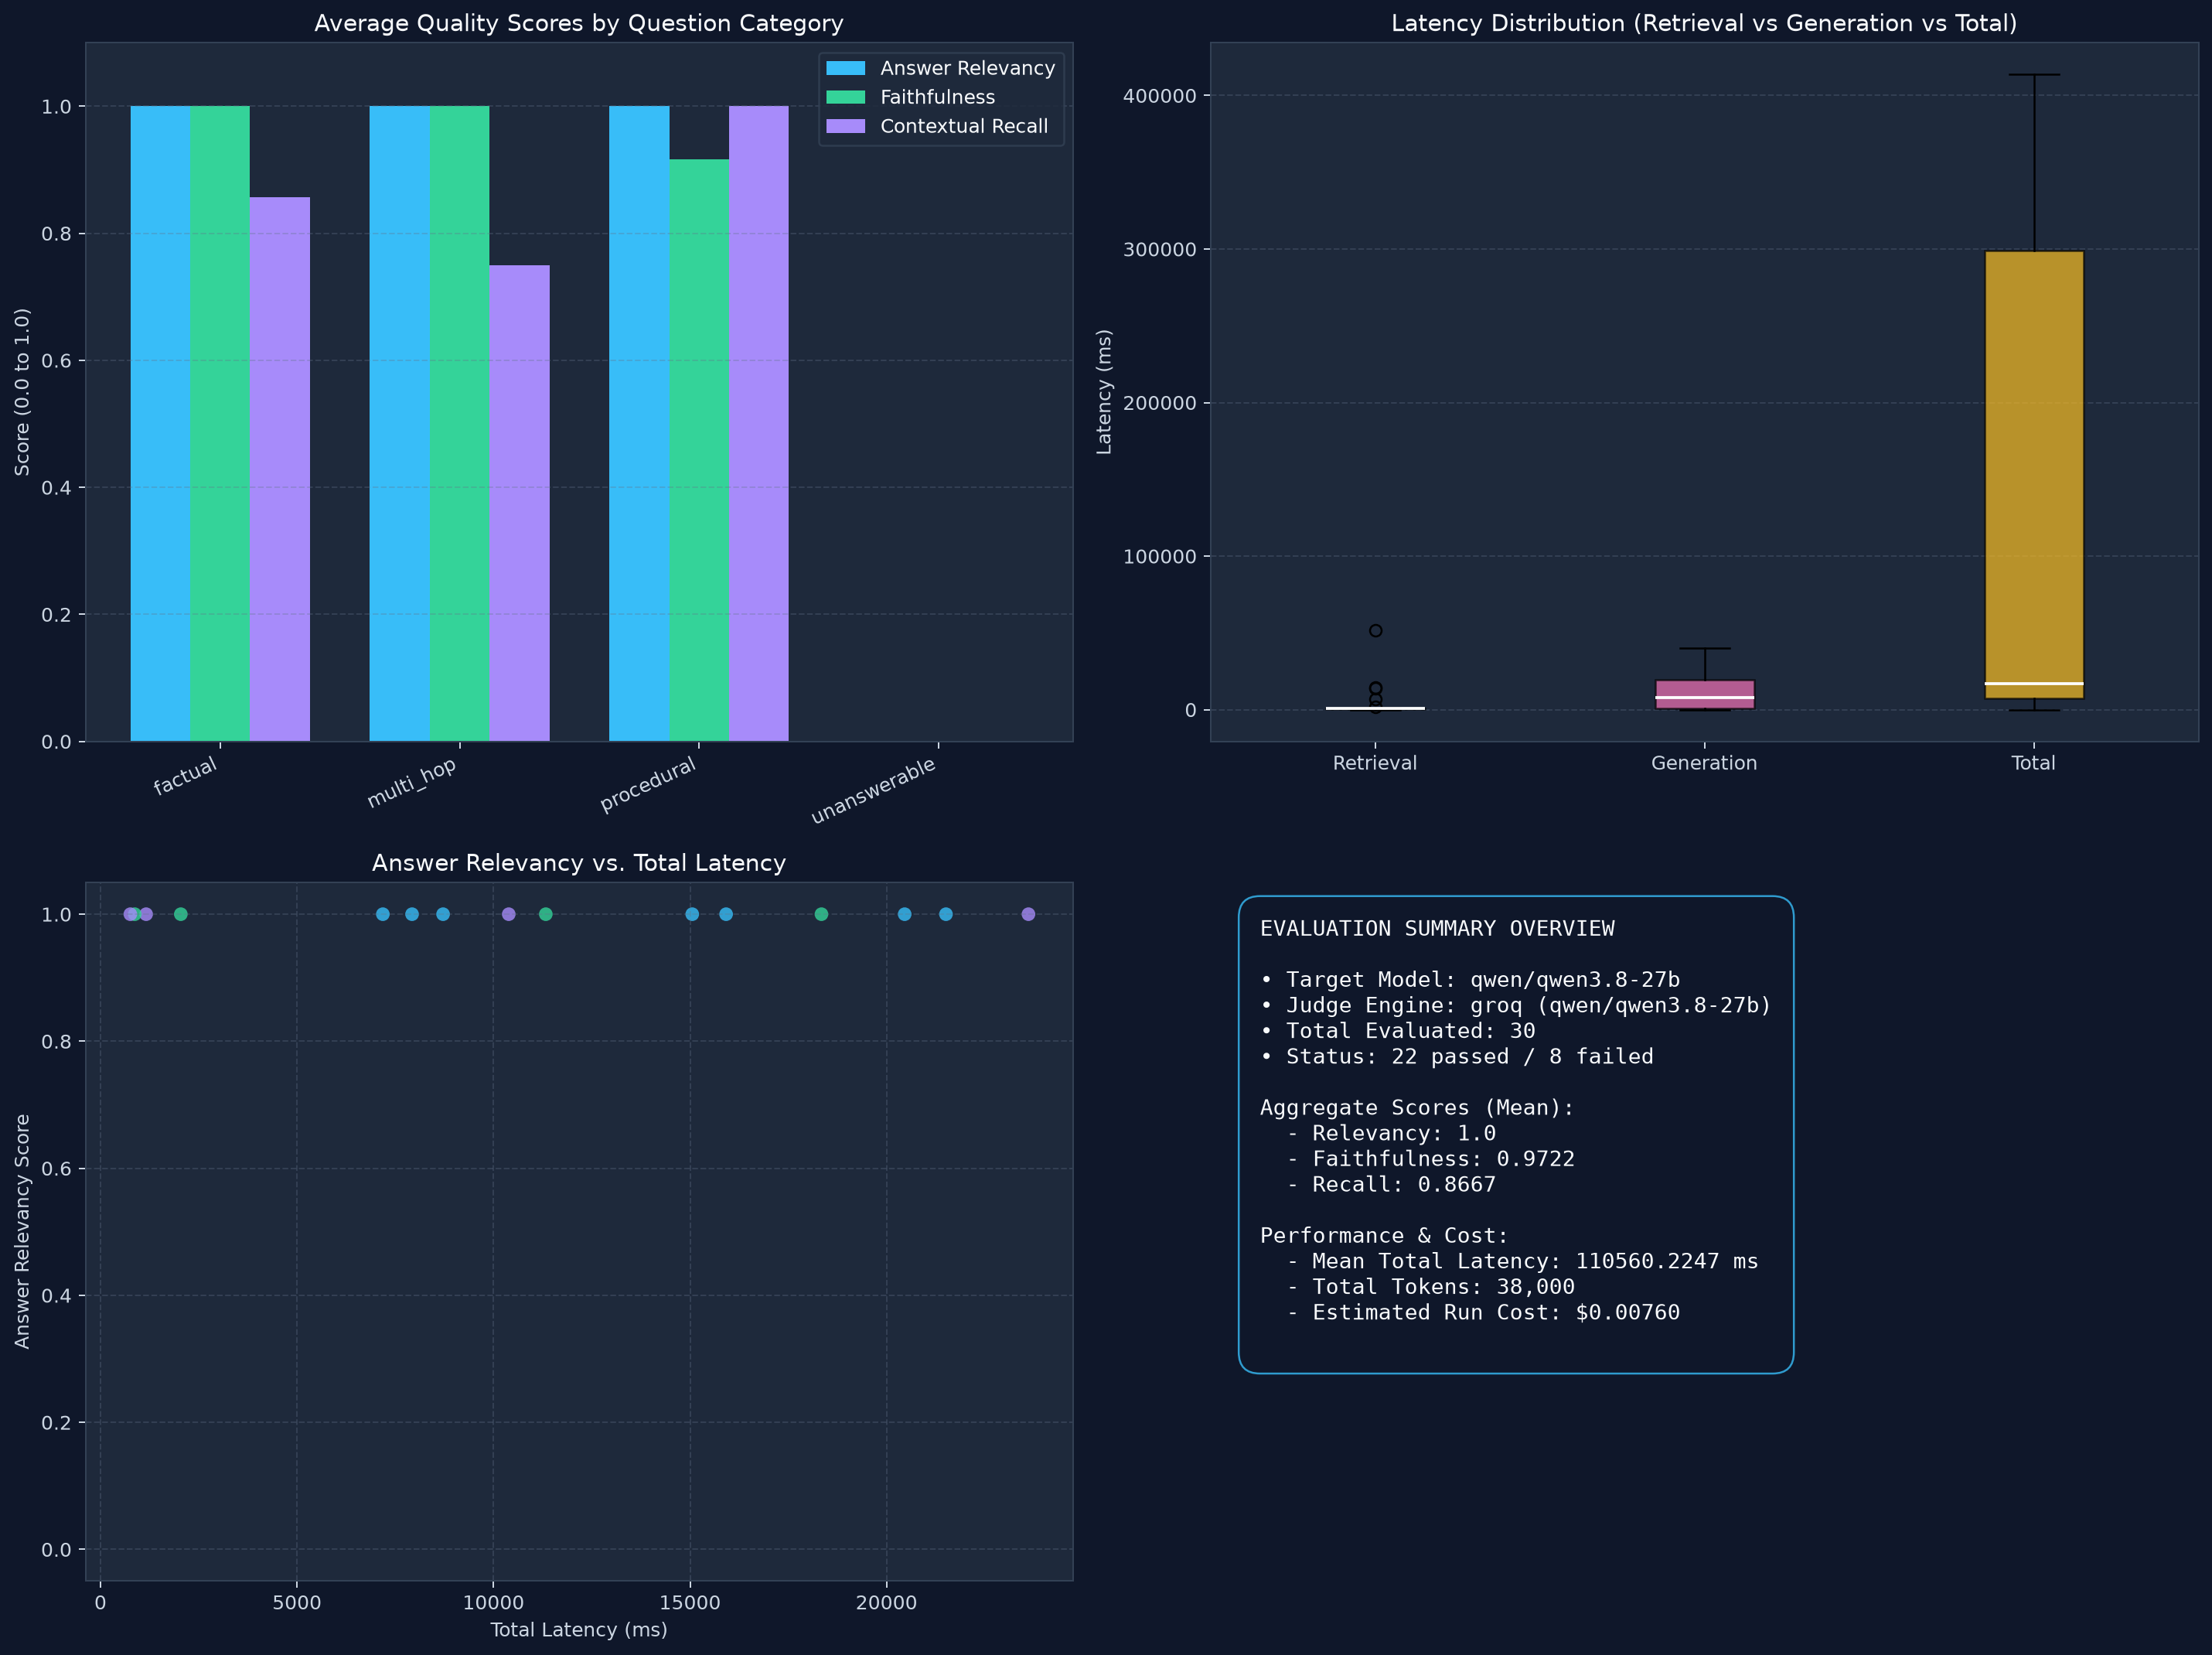 Average Quality Scores by Question Category
Answer Relevancy
Faithfulness
Contextual Recall
Score (0.0 to 1.0)
1.0
0.8
0.6
0.4
0.2
0.0
factual
multi_hop
procedural
unanswerable
Latency Distribution (Retrieval vs Generation vs Total)
Latency (ms)
400000
300000
200000
100000
0
Retrieval
Generation
Total
Answer Relevancy vs. Total Latency
Answer Relevancy Score
1.0
0.8
0.6
0.4
0.2
0.0
0
5000
10000
15000
20000
Total Latency (ms)
EVALUATION SUMMARY OVERVIEW
• Target Model: qwen/qwen3.8-27b
• Judge Engine: groq (qwen/qwen3.8-27b)
• Total Evaluated: 30
• Status: 22 passed / 8 failed
Aggregate Scores (Mean):
- Relevancy: 1.0
- Faithfulness: 0.9722
- Recall: 0.8667
Performance & Cost:
- Mean Total Latency: 110560.2247 ms
- Total Tokens: 38,000
- Estimated Run Cost: $0.00760